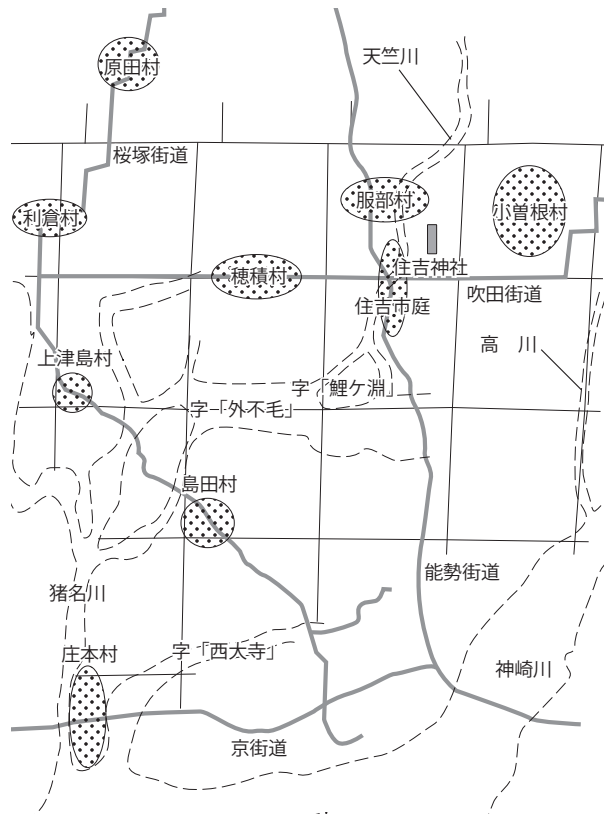 天竺川
原田村
桜塚街道
服部村
利倉村
小曽根村
住吉神社
穂積村
吹田街道
住吉市庭
高 川
上津島村
字「鯉ケ淵」
字「外不毛」
島田村
能勢街道
猪名川
庄本村
字「西太寺」
神崎川
京街道